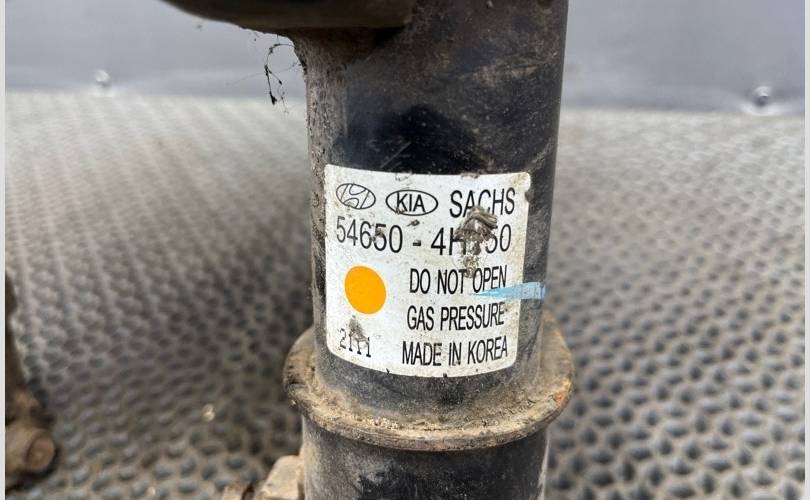 KIA SACHS
54650 -
DO NOT OPEN
GAS PRESSURE
2111 MADE IN KOREA